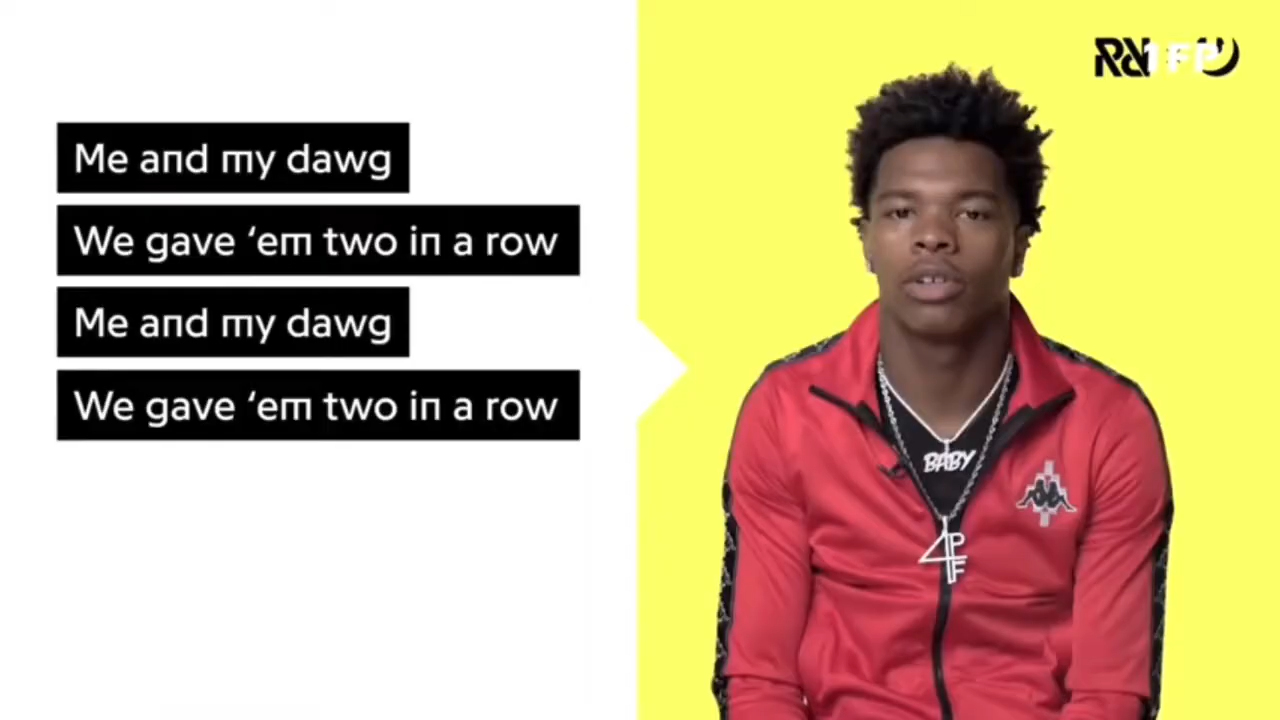 Me and my dawg
We gave ‘em two in a row
Me and my dawg
We gave ‘em two in a row
BABY
4PF